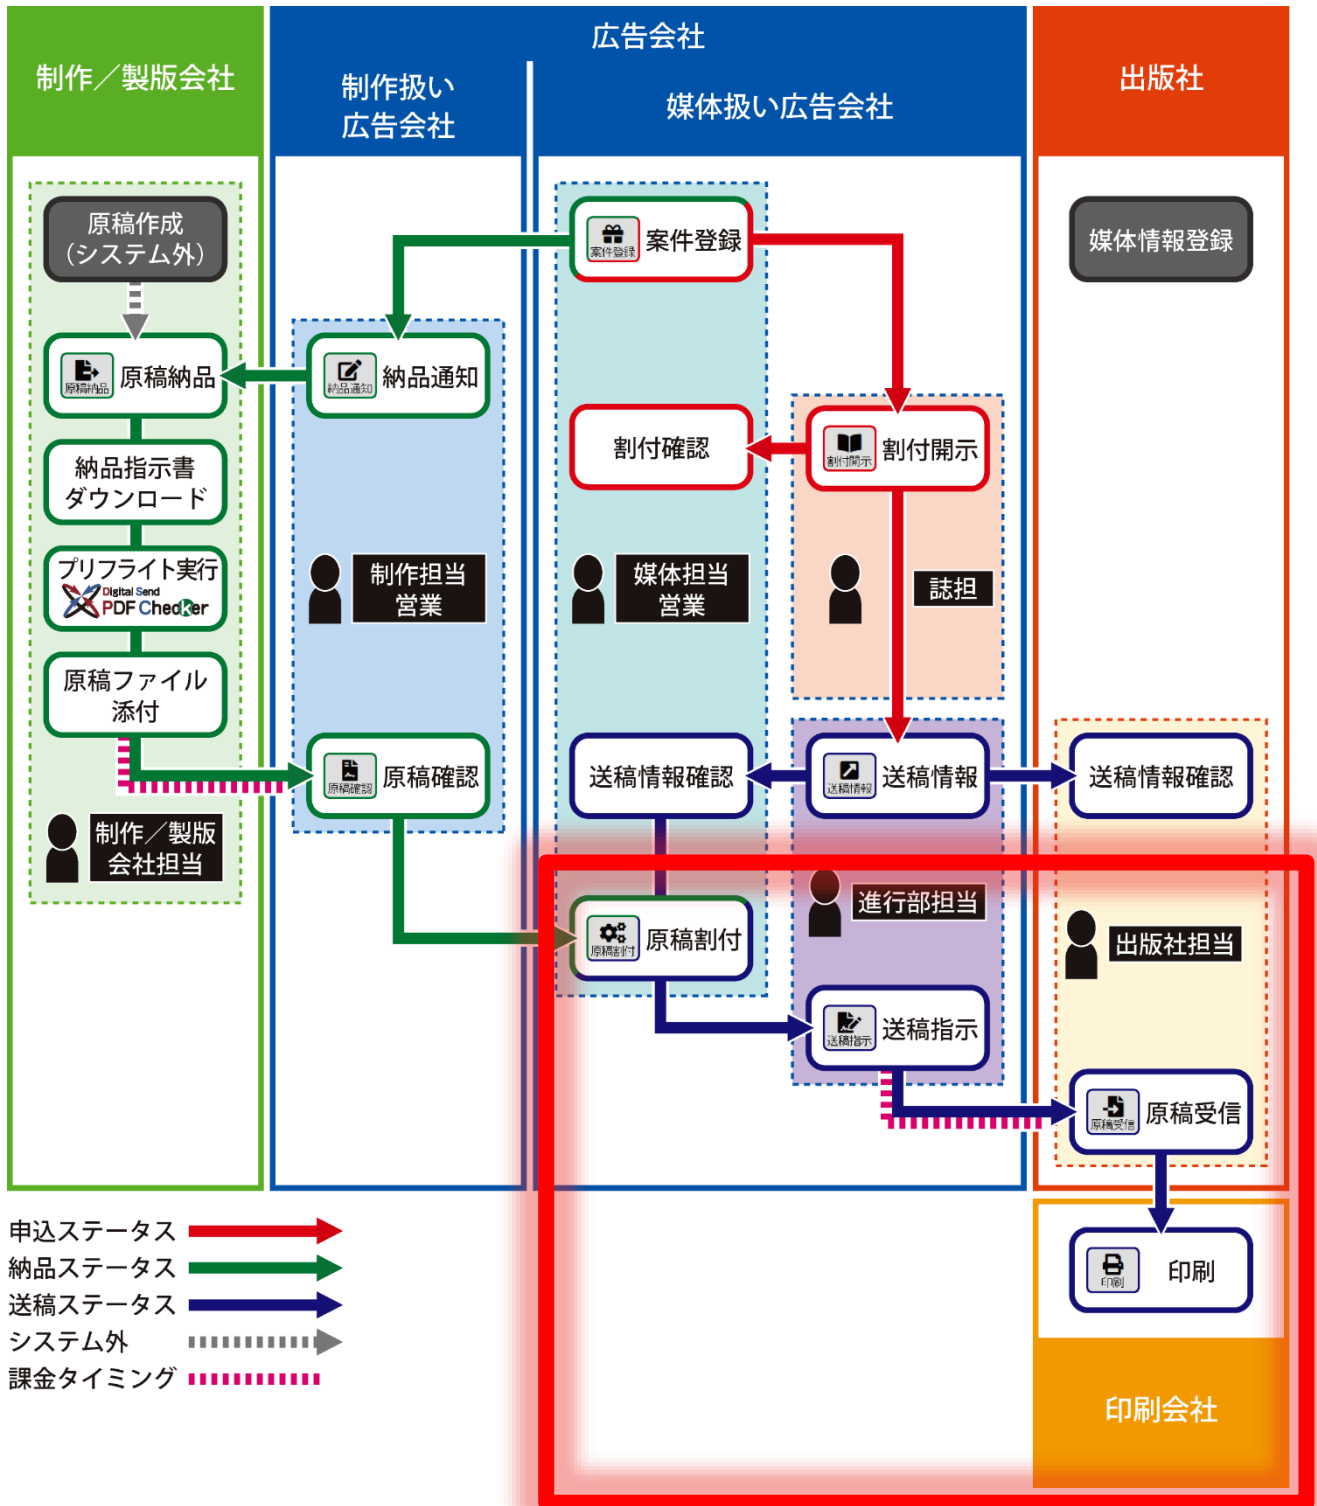 広告会社
制作／製版会社
制作扱い
広告会社
媒体扱い広告会社
出版社
原稿作成
（システム外）
案件登録
案件登録
媒体情報登録
原稿納品
原稿納品
納品通知
納品通知
割付確認
割付開示
割付開示
納品指示書
ダウンロード
プリフライト実行
Digital Send
PDF Checker
制作担当
営業
媒体担当
営業
誌担
原稿ファイル
添付
原稿確認
原稿確認
送稿情報確認
送稿情報
送稿情報
送稿情報確認
制作／製版
会社担当
進行部担当
原稿割付
原稿割付
出版社担当
送稿指示
送稿指示
原稿受信
原稿受信
申込ステータス
納品ステータス
送稿ステータス
システム外
課金タイミング
印刷
印刷
印刷会社